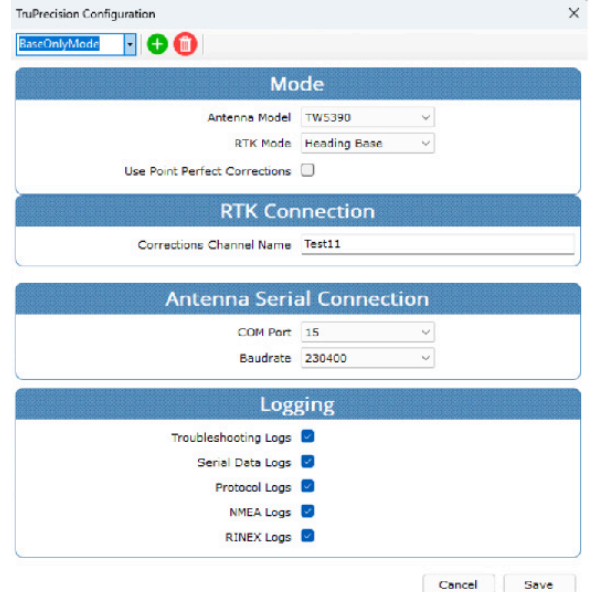 TruPrecision Configuration
BaseOnlyMode
Mode
Antenna Model TW5390
RTK Mode Heading Base
Use Point Perfect Corrections
RTK Connection
Corrections Channel Name Test11
Antenna Serial Connection
COM Port 15
Baudrate 230400
Logging
Troubleshooting Logs
Serial Data Logs
Protocol Logs
NMEA Logs
RINEX Logs
Cancel Save